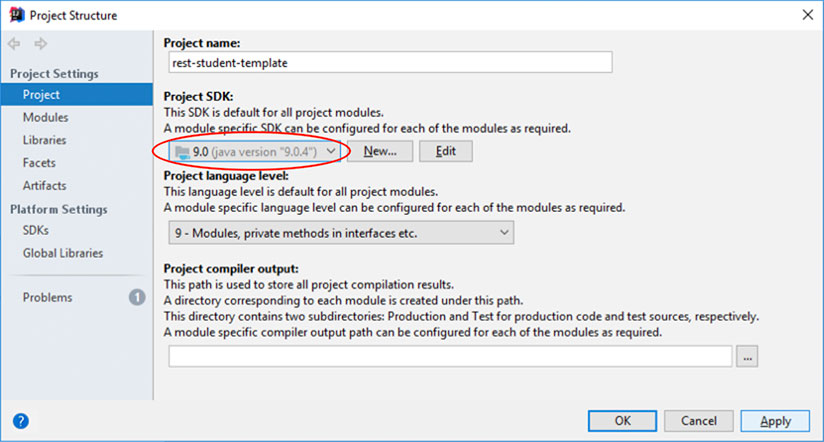 Project Structure
Project Settings
Project
Modules
Libraries
Facets
Artifacts
Platform Settings
SDKs
Global Libraries
Problems
1
Project name:
rest-student-template
Project SDK:
This SDK is default for all project modules.
A module specific SDK can be configured for each of the modules as required.
9.0 (java version "9.0.4")
New...
Edit
Project language level:
This language level is default for all project modules.
A module specific language level can be configured for each of the modules as required.
9 - Modules, private methods in interfaces etc.
Project compiler output:
This path is used to store all project compilation results.
A directory corresponding to each module is created under this path.
This directory contains two subdirectories: Production and Test for production code and test sources, respectively.
A module specific compiler output path can be configured for each of the modules as required.
...
?
OK
Cancel
Apply